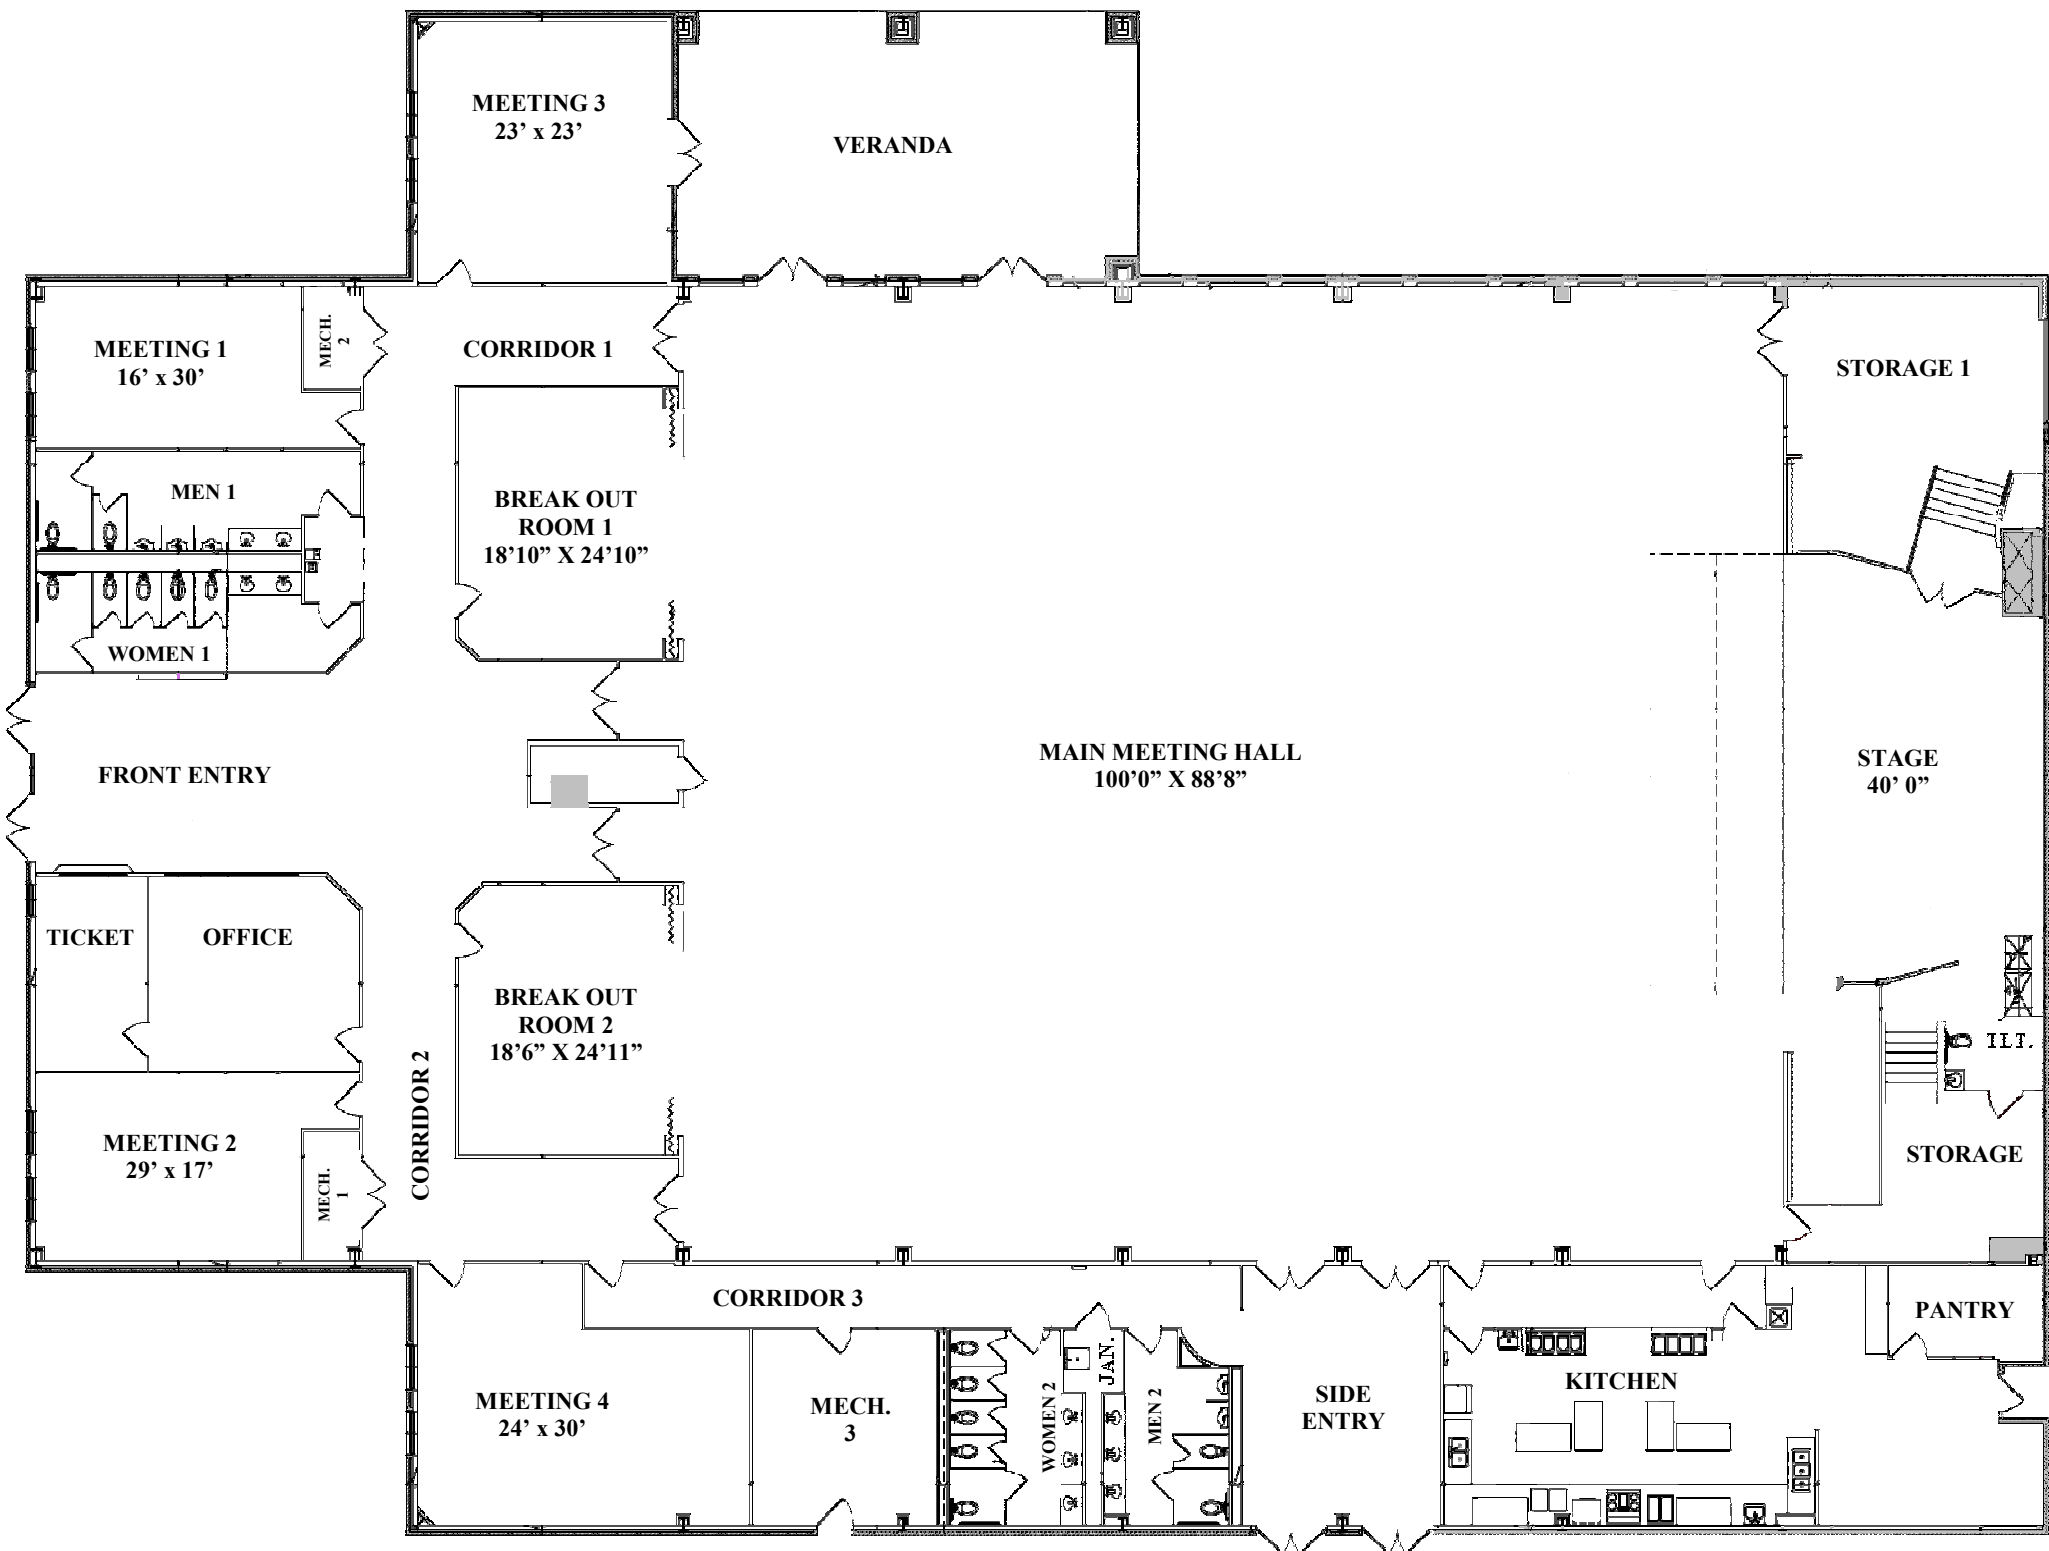 MEETING 3
23’ x 23’
VERANDA
MEETING 1
16’ x 30’
MECH.
2
CORRIDOR 1
STORAGE 1
MEN 1
BREAK OUT
ROOM 1
18’10” X 24’10”
WOMEN 1
FRONT ENTRY
MAIN MEETING HALL
100’0” X 88’8”
STAGE
40’ 0”
TICKET
OFFICE
BREAK OUT
ROOM 2
18’6” X 24’11”
TLT.
CORRIDOR 2
MEETING 2
29’ x 17’
MECH.
1
STORAGE
CORRIDOR 3
PANTRY
MEETING 4
24’ x 30’
MECH.
3
WOMEN 2
JAN.
MEN 2
SIDE
ENTRY
KITCHEN